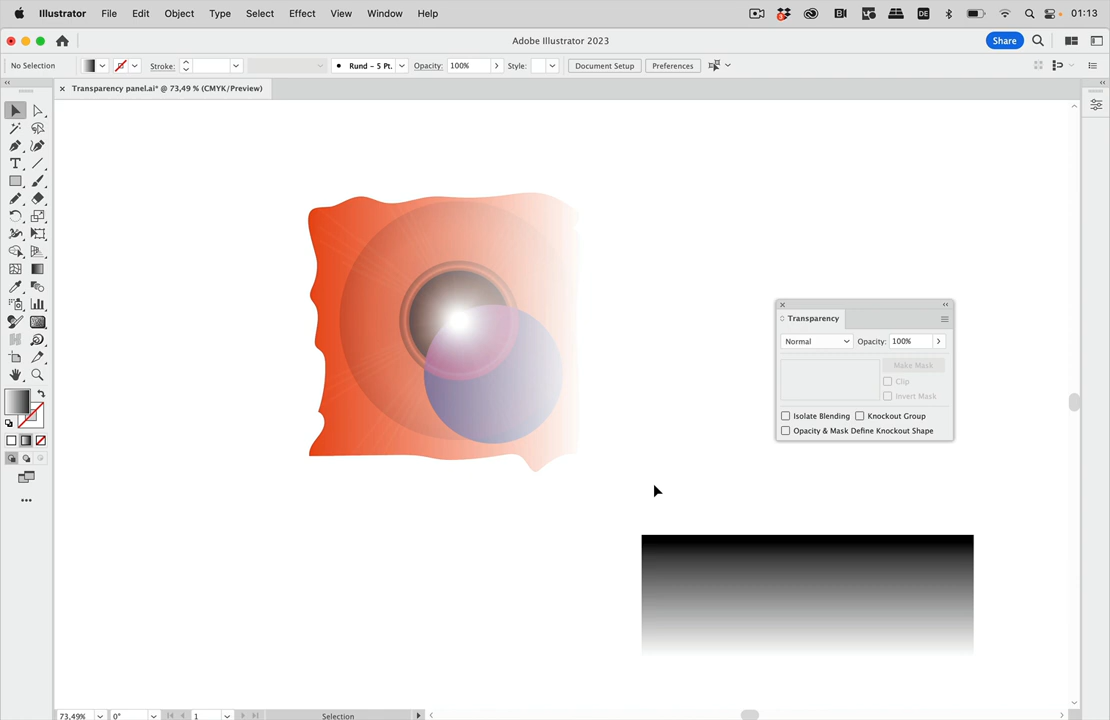 Illustrator File Edit Object Type Select Effect View Window Help DE 01:13
Adobe Illustrator 2023 Share
No Selection Stroke: Rund - 5 Pt. Opacity: 100% Style: Document Setup Preferences
× Transparency panel.ai* @ 73,49 % (CMYK/Preview)
Transparency
Normal Opacity: 100%
Make Mask
Clip
Invert Mask
Isolate Blending Knockout Group
Opacity & Mask Define Knockout Shape
73,49% 0° 1 Selection